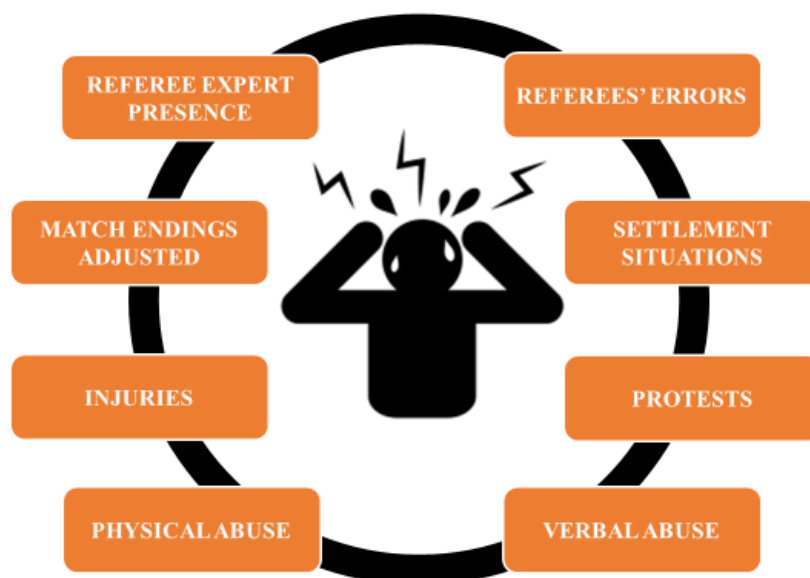 REFEREE EXPERT
PRESENCE
REFEREES’ ERRORS
MATCH ENDINGS
ADJUSTED
SETTLEMENT
SITUATIONS
INJURIES
PROTESTS
PHYSICAL ABUSE
VERBAL ABUSE